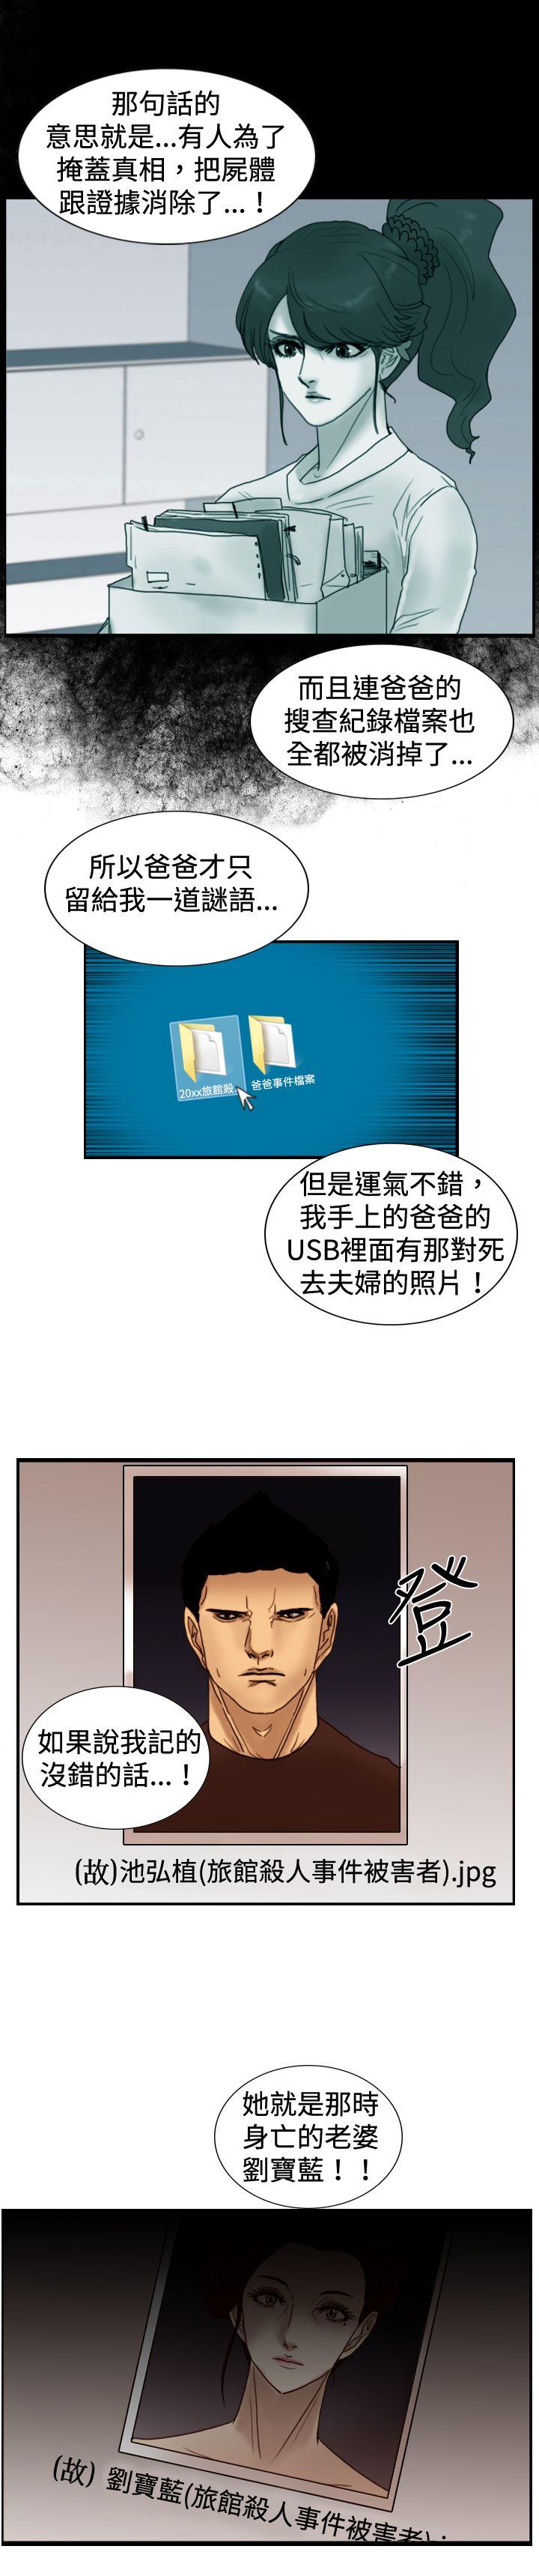 那句話的
意思就是...有人為了
掩蓋真相，把屍體
跟證據消除了...！
而且連爸爸的
搜查紀錄檔案也
全都被消掉了...
所以爸爸才只
留給我一道謎語...
20xx旅館殺...
爸爸事件檔案
但是運氣不錯，
我手上的爸爸的
USB裡面有那對死
去夫婦的照片！
登
如果說我記的
沒錯的話...！
(故)池弘植(旅館殺人事件被害者).jpg
她就是那時
身亡的老婆
劉寶藍！！
(故) 劉寶藍(旅館殺人事件被害者)